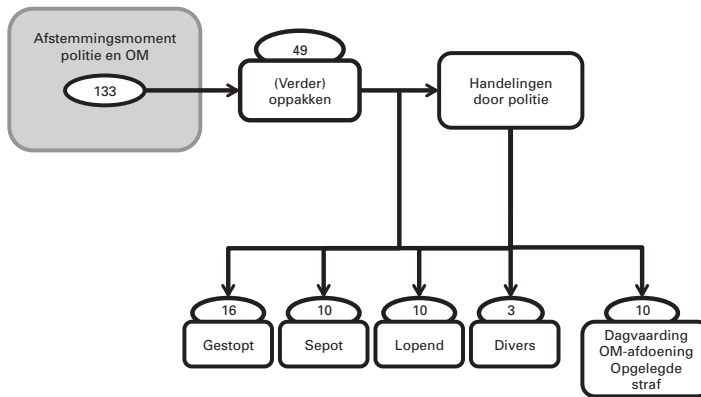 Afstemmingsmoment
politie en OM
133
49
(Verder)
oppakken
Handelingen
door politie
16
Gestopt
10
Sepot
10
Lopend
3
Divers
10
Dagvaarding
OM-afdoening
Opgelegde
straf